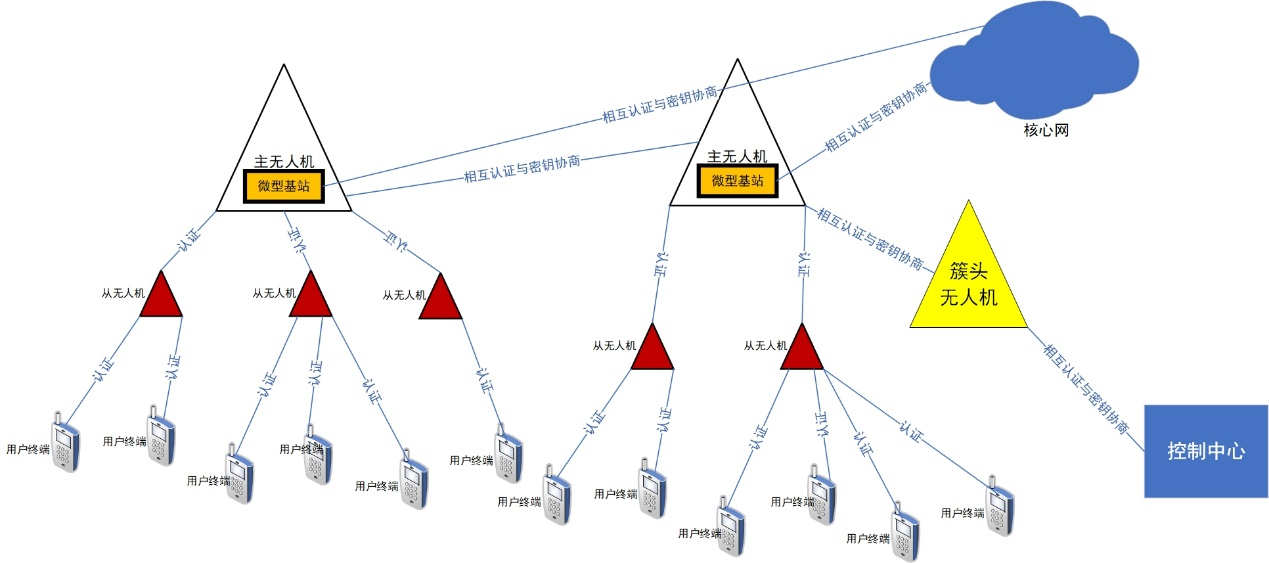 核心网
相互认证与密钥协商
相互认证与密钥协商
相互认证与密钥协商
主无人机
微型基站
主无人机
微型基站
相互认证与密钥协商
簇头
无人机
认证
认证
认证
认证
认证
从无人机
从无人机
从无人机
从无人机
从无人机
相互认证与密钥协商
控制中心
认证
认证
认证
认证
认证
认证
认证
认证
认证
认证
认证
认证
用户终端
用户终端
用户终端
用户终端
用户终端
用户终端
用户终端
用户终端
用户终端
用户终端
用户终端
用户终端